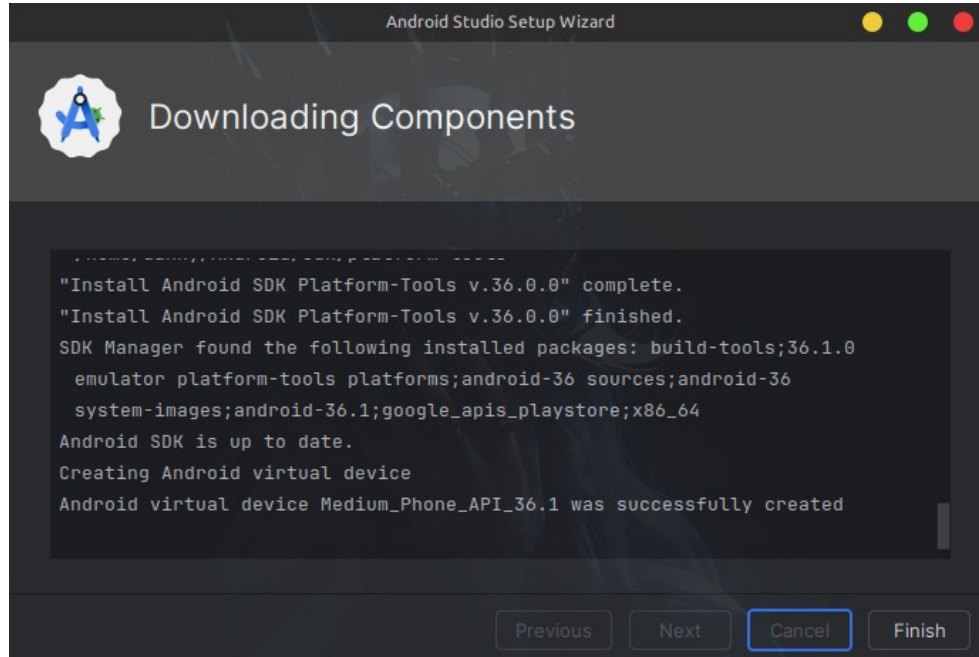 Android Studio Setup Wizard
Downloading Components
"Install Android SDK Platform-Tools v.36.0.0" complete.
"Install Android SDK Platform-Tools v.36.0.0" finished.
SDK Manager found the following installed packages: build-tools;36.1.0
emulator platform-tools platforms;android-36 sources;android-36
system-images;android-36.1;google_apis_playstore;x86_64
Android SDK is up to date.
Creating Android virtual device
Android virtual device Medium_Phone_API_36.1 was successfully created
Previous Next Cancel Finish